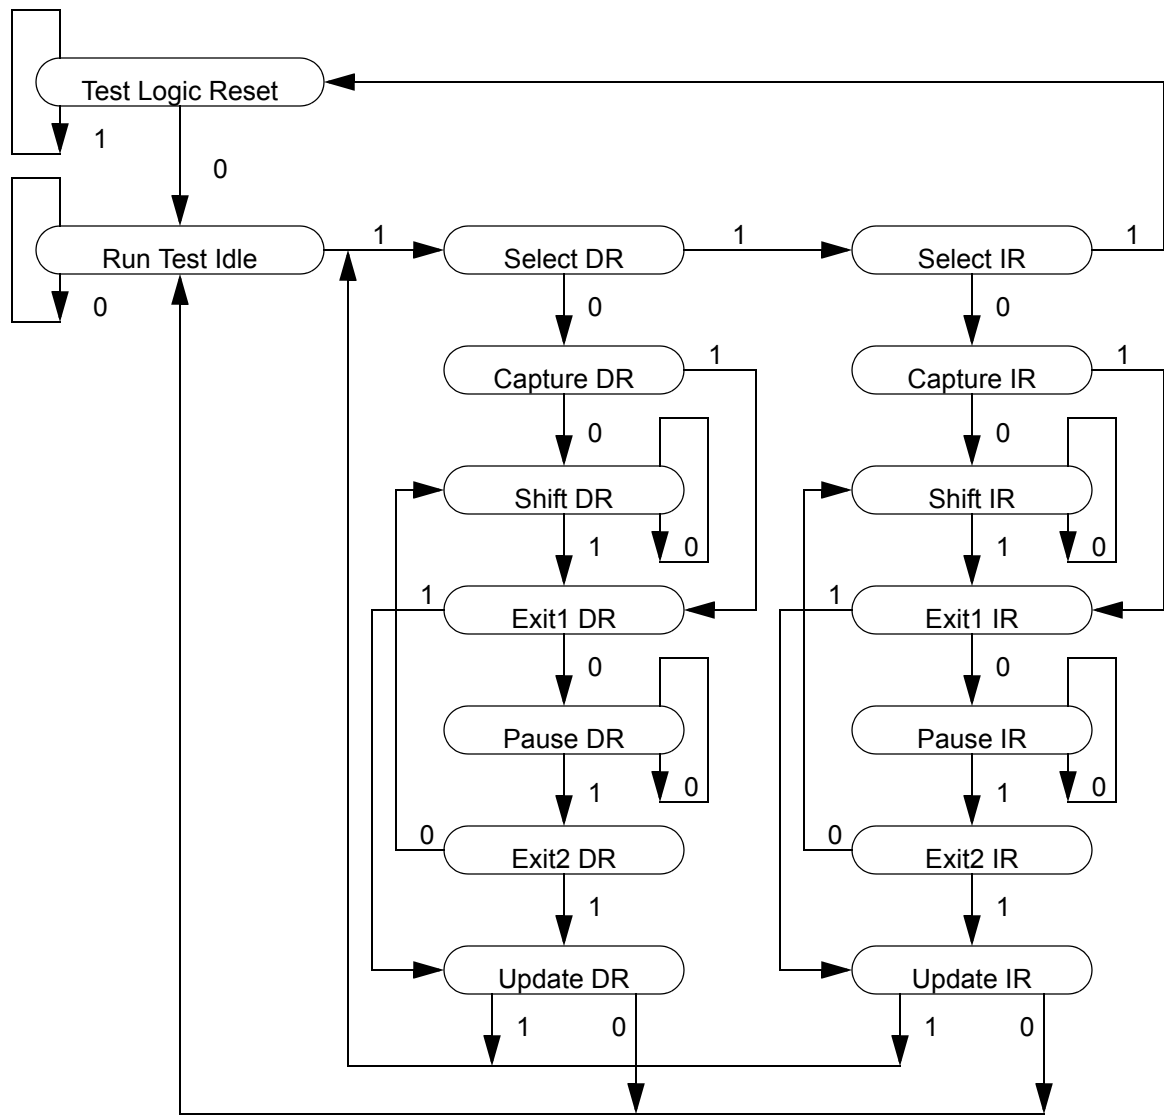 Test Logic Reset
1
0
Run Test Idle
1
Select DR
1
Select IR
1
0
0
0
Capture DR
1
Capture IR
1
0
0
Shift DR
Shift IR
1
0
1
0
1
Exit1 DR
1
Exit1 IR
0
0
Pause DR
Pause IR
1
0
1
0
0
Exit2 DR
0
Exit2 IR
1
1
Update DR
Update IR
1
0
1
0